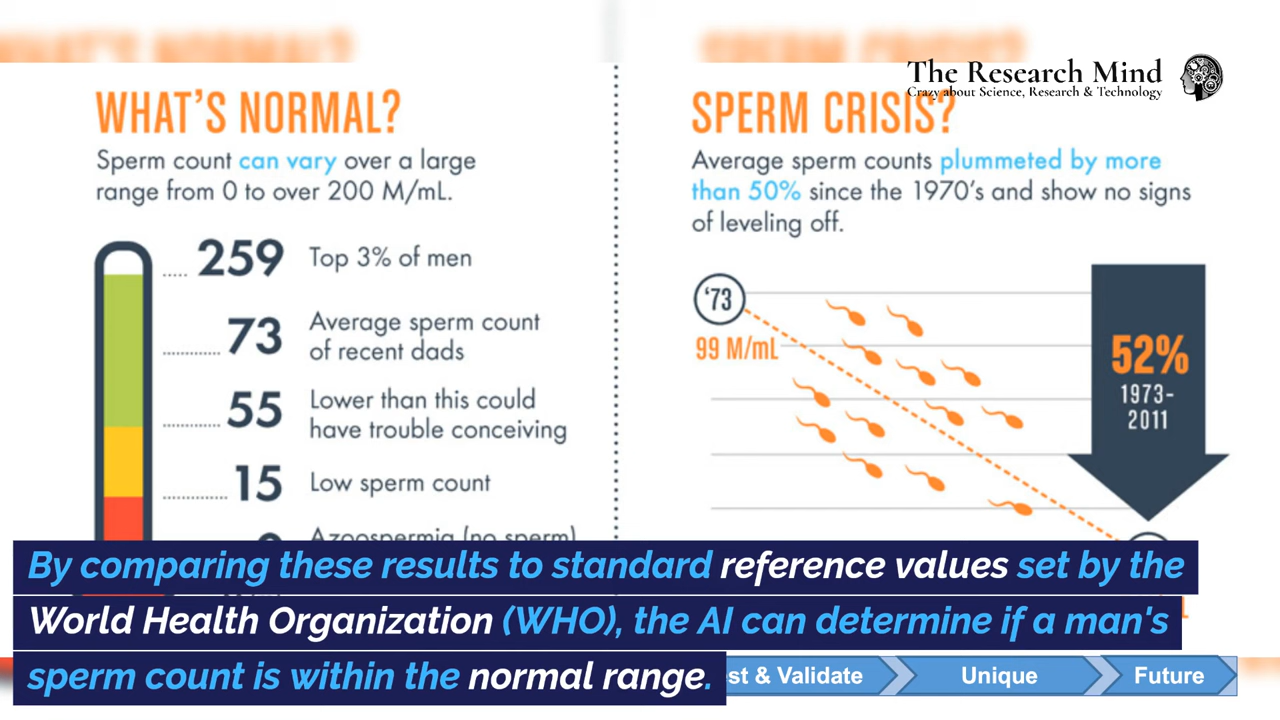 The Research Mind
Crazy about Science, Research & Technology
WHAT'S NORMAL?
Sperm count can vary over a large
range from 0 to over 200 M/mL.
259 Top 3% of men
73 Average sperm count
of recent dads
55 Lower than this could
have trouble conceiving
15 Low sperm count
Azoospermia (no sperm)
SPERM CRISIS?
Average sperm counts plummeted by more
than 50% since the 1970's and show no signs
of leveling off.
'73
99 M/mL
52%
1973-
2011
By comparing these results to standard reference values set by the
World Health Organization (WHO), the AI can determine if a man's
sperm count is within the normal range.
& Validate
Unique
Future